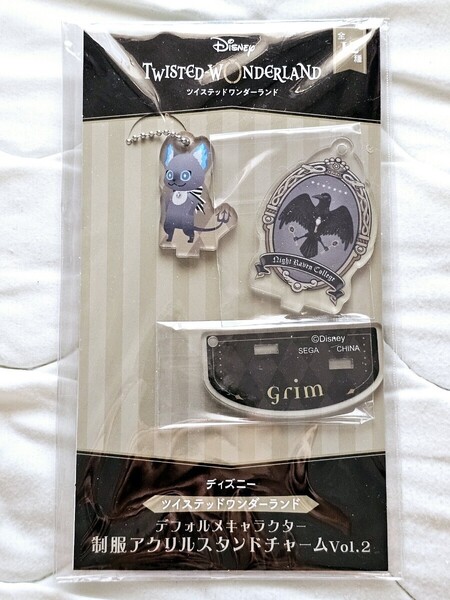 Disney
TWISTED-WONDERLAND
ツイステッドワンダーランド
全
種
Night Raven College
©Disney
SEGA CHINA
grim
ディズニー
ツイステッドワンダーランド
デフォルメキャラクター
制服アクリルスタンドチャームVol.2